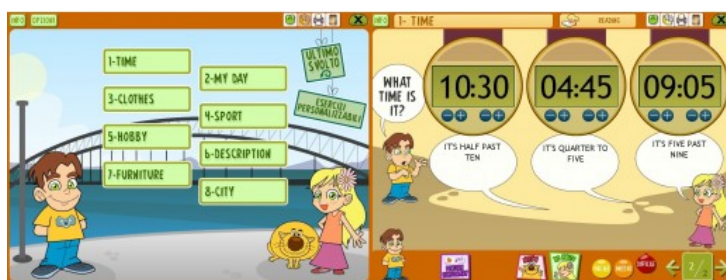 INFO OPTIONS
1-TIME
2-MY DAY
3-CLOTHES
4-SPORT
5-HOBBY
6-DESCRIPTION
7-FURNITURE
8-CITY
ULTIMO
SVOLTO
ESERCIZI
PERSONALIZZABILI
INFO 1- TIME READING
WHAT
TIME IS
IT?
10:30
04:45
09:05
IT'S HALF PAST
TEN
IT'S QUARTER TO
FIVE
IT'S FIVE PAST
NINE
2/